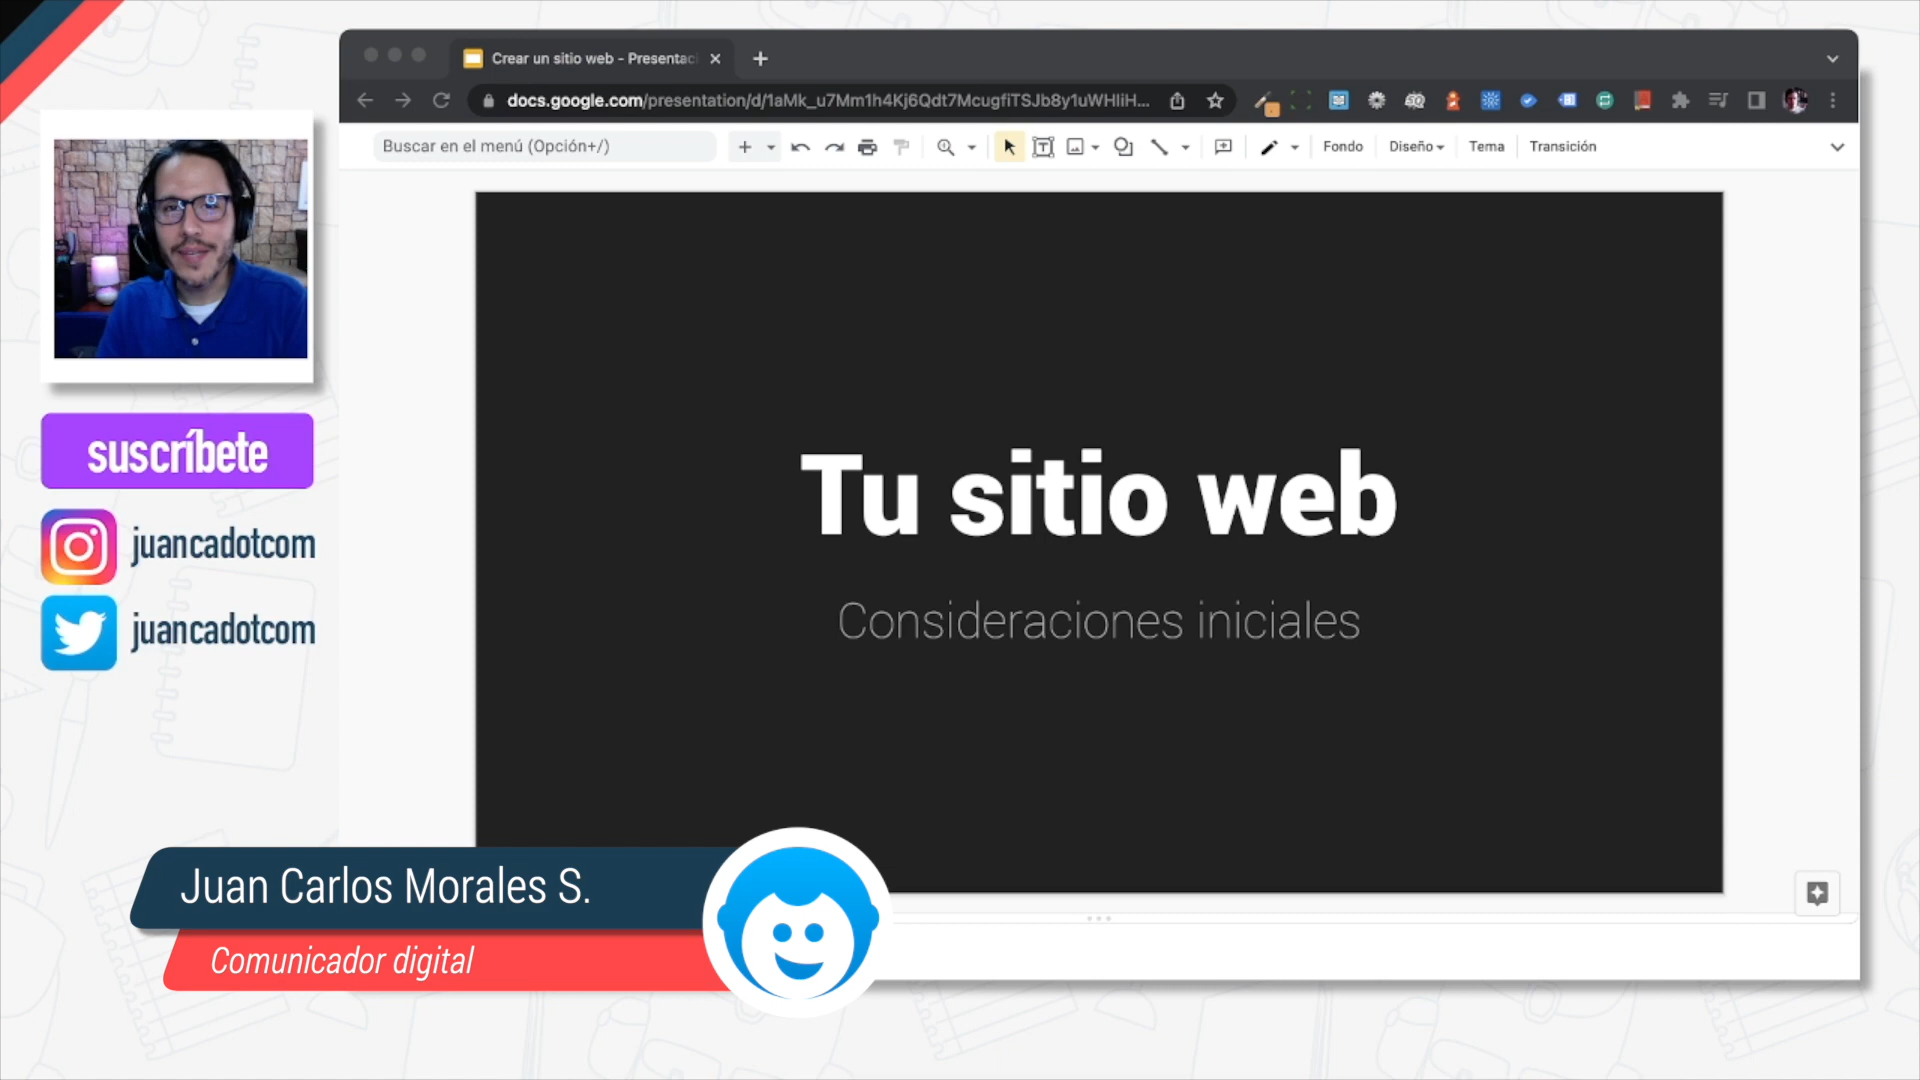 Crear un sitio web - Presentac
docs.google.com/presentation/d/1aMk_u7Mm1h4Kj6Qdt7McugfiTSJb8y1uWHIiH...
Buscar en el menú (Opción+/)
Fondo
Diseño
Tema
Transición
suscríbete
juancadotcom
juancadotcom
Tu sitio web
Consideraciones iniciales
Juan Carlos Morales S.
Comunicador digital